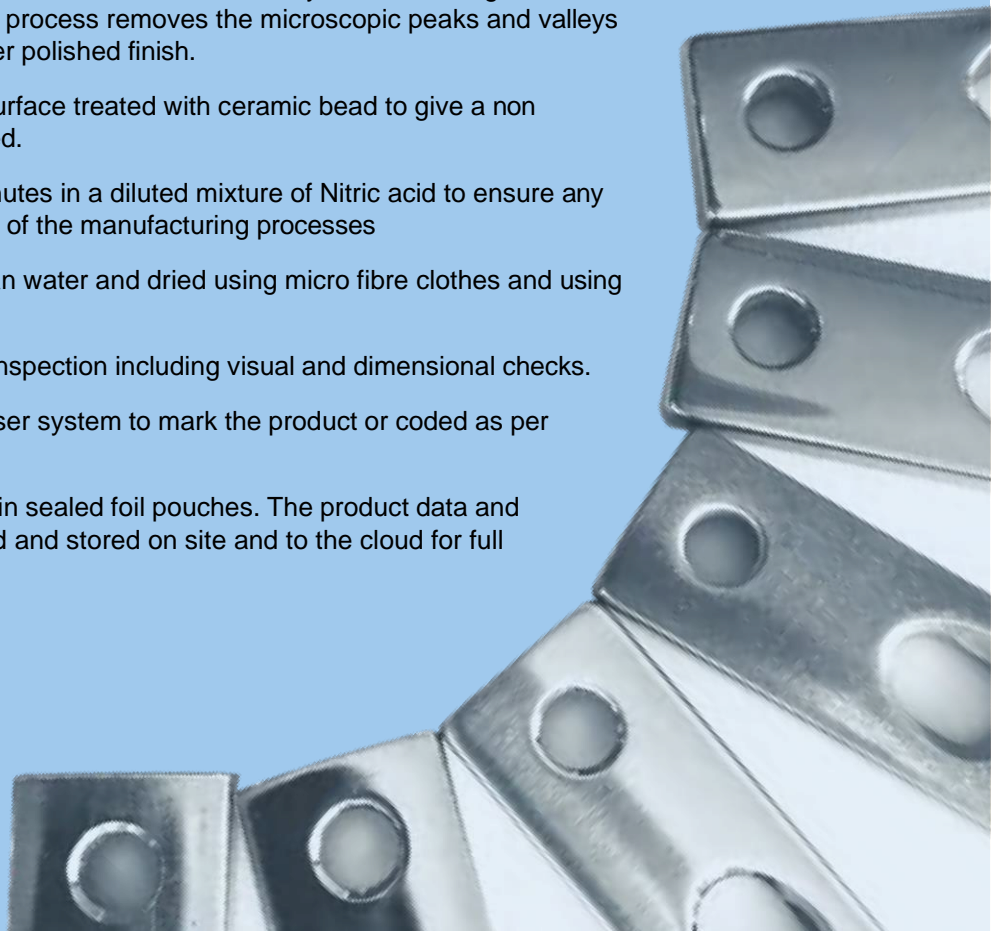 process removes the microscopic peaks and valleys
er polished finish.
urface treated with ceramic bead to give a non
ed.
nutes in a diluted mixture of Nitric acid to ensure any
of the manufacturing processes
an water and dried using micro fibre clothes and using
nspection including visual and dimensional checks.
ser system to mark the product or coded as per
in sealed foil pouches. The product data and
d and stored on site and to the cloud for full